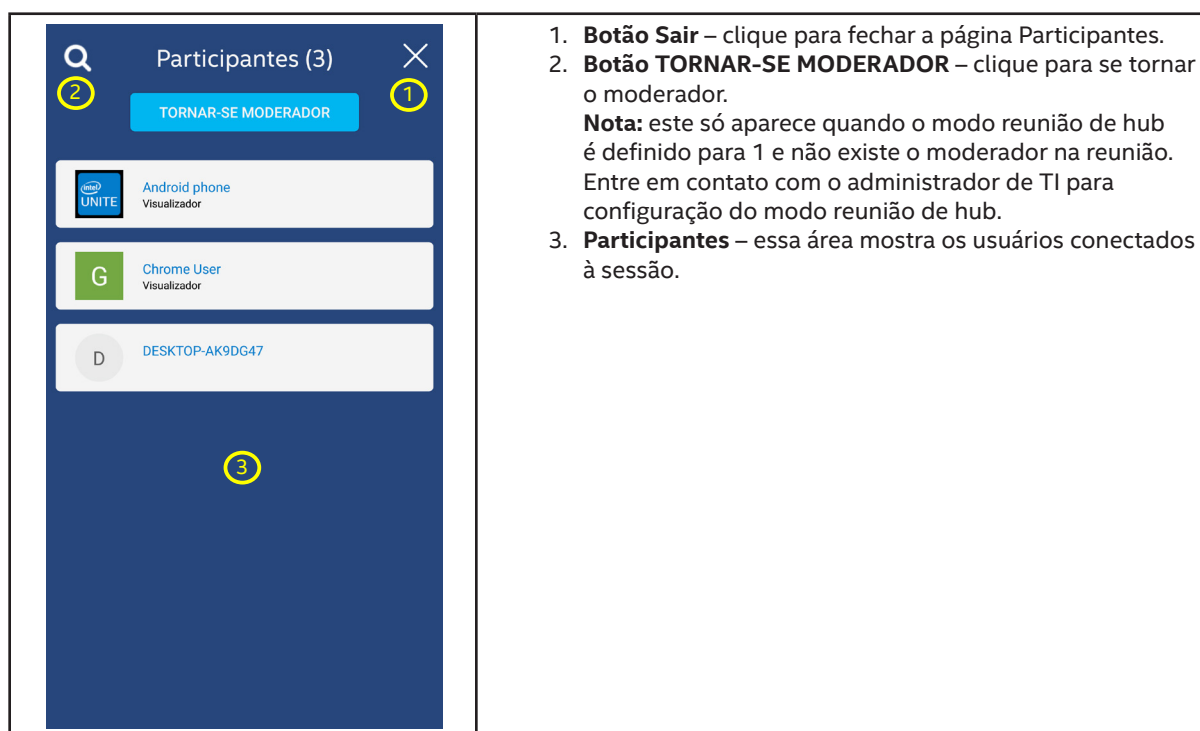 Participantes (3)
2
1
TORNAR-SE MODERADOR
intel
UNITE
Android phone
Visualizador
G
Chrome User
Visualizador
D
DESKTOP-AK9DG47
3
1. Botão Sair – clique para fechar a página Participantes.
2. Botão TORNAR-SE MODERADOR – clique para se tornar
o moderador.
Nota: este só aparece quando o modo reunião de hub
é definido para 1 e não existe o moderador na reunião.
Entre em contato com o administrador de TI para
configuração do modo reunião de hub.
3. Participantes – essa área mostra os usuários conectados
à sessão.